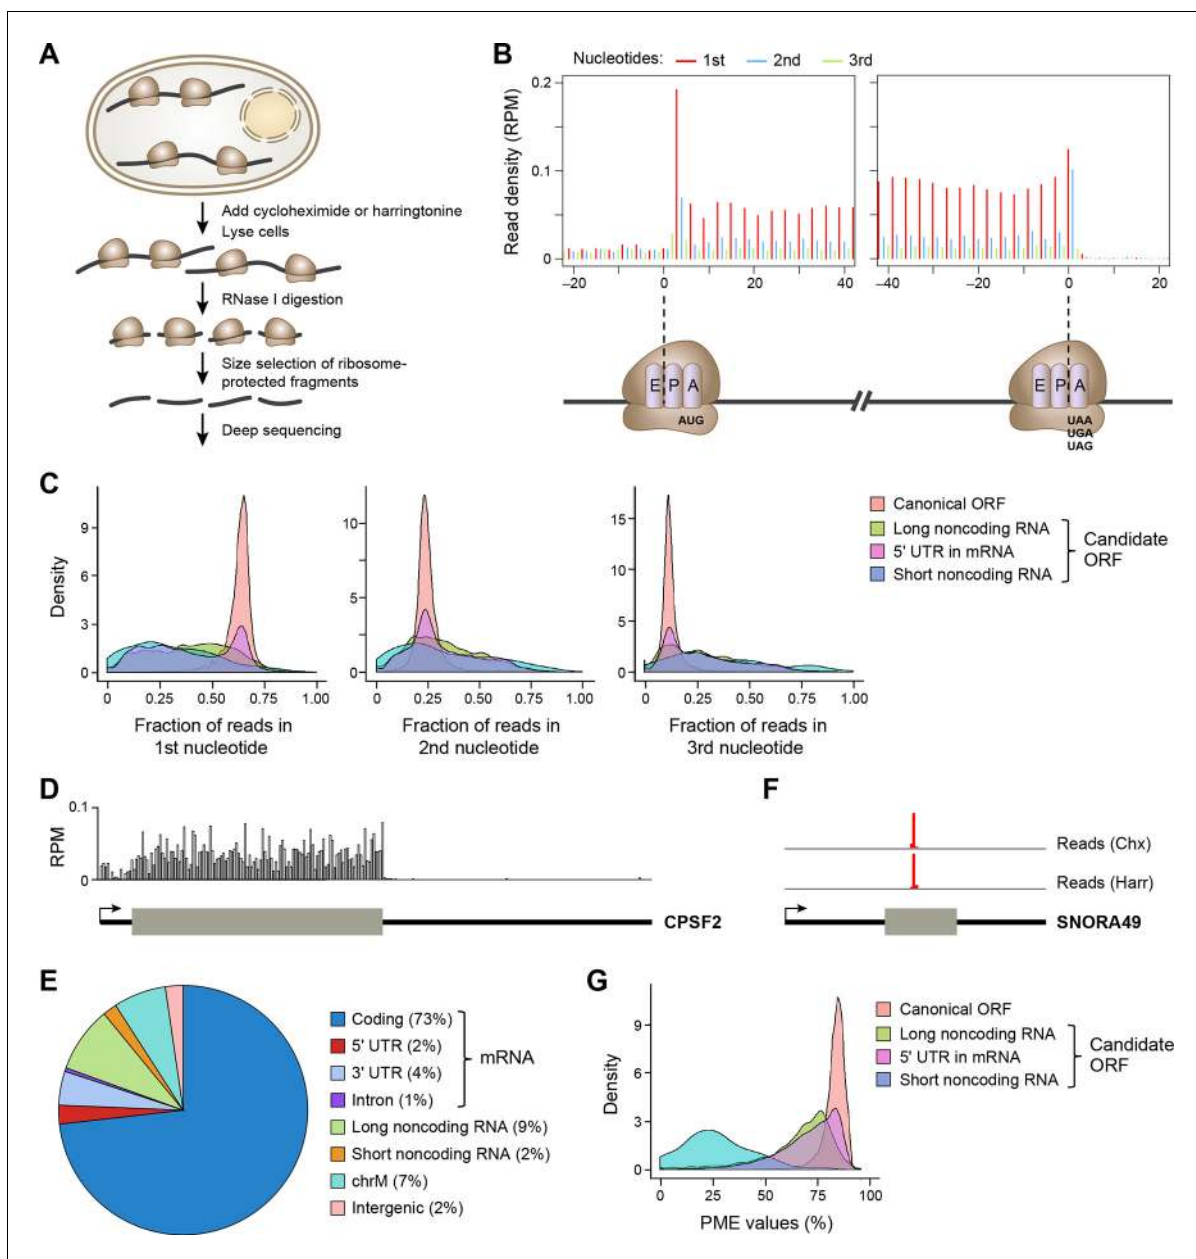 A
Add cycloheximide or harringtonine
Lyse cells
RNase I digestion
Size selection of ribosome-
protected fragments
Deep sequencing
B
Nucleotides: 1st 2nd 3rd
Read density (RPM)
0.2
0.1
0
–20 0 20 40
–40 –20 0 20
E P A
AUG
E P A
UAA
UGA
UAG
C
Density
9
6
3
0
0 0.25 0.50 0.75 1.00
Fraction of reads in
1st nucleotide
10
5
0
0 0.25 0.50 0.75 1.00
Fraction of reads in
2nd nucleotide
15
10
5
0
0 0.25 0.50 0.75 1.00
Fraction of reads in
3rd nucleotide
Canonical ORF
Long noncoding RNA
5' UTR in mRNA
Short noncoding RNA
Candidate
ORF
D
RPM
0.1
0
CPSF2
F
Reads (Chx)
Reads (Harr)
SNORA49
E
Coding (73%)
5' UTR (2%)
3' UTR (4%)
Intron (1%)
mRNA
Long noncoding RNA (9%)
Short noncoding RNA (2%)
chrM (7%)
Intergenic (2%)
G
Density
9
6
3
0
0 25 50 75 100
PME values (%)
Canonical ORF
Long noncoding RNA
5' UTR in mRNA
Short noncoding RNA
Candidate
ORF